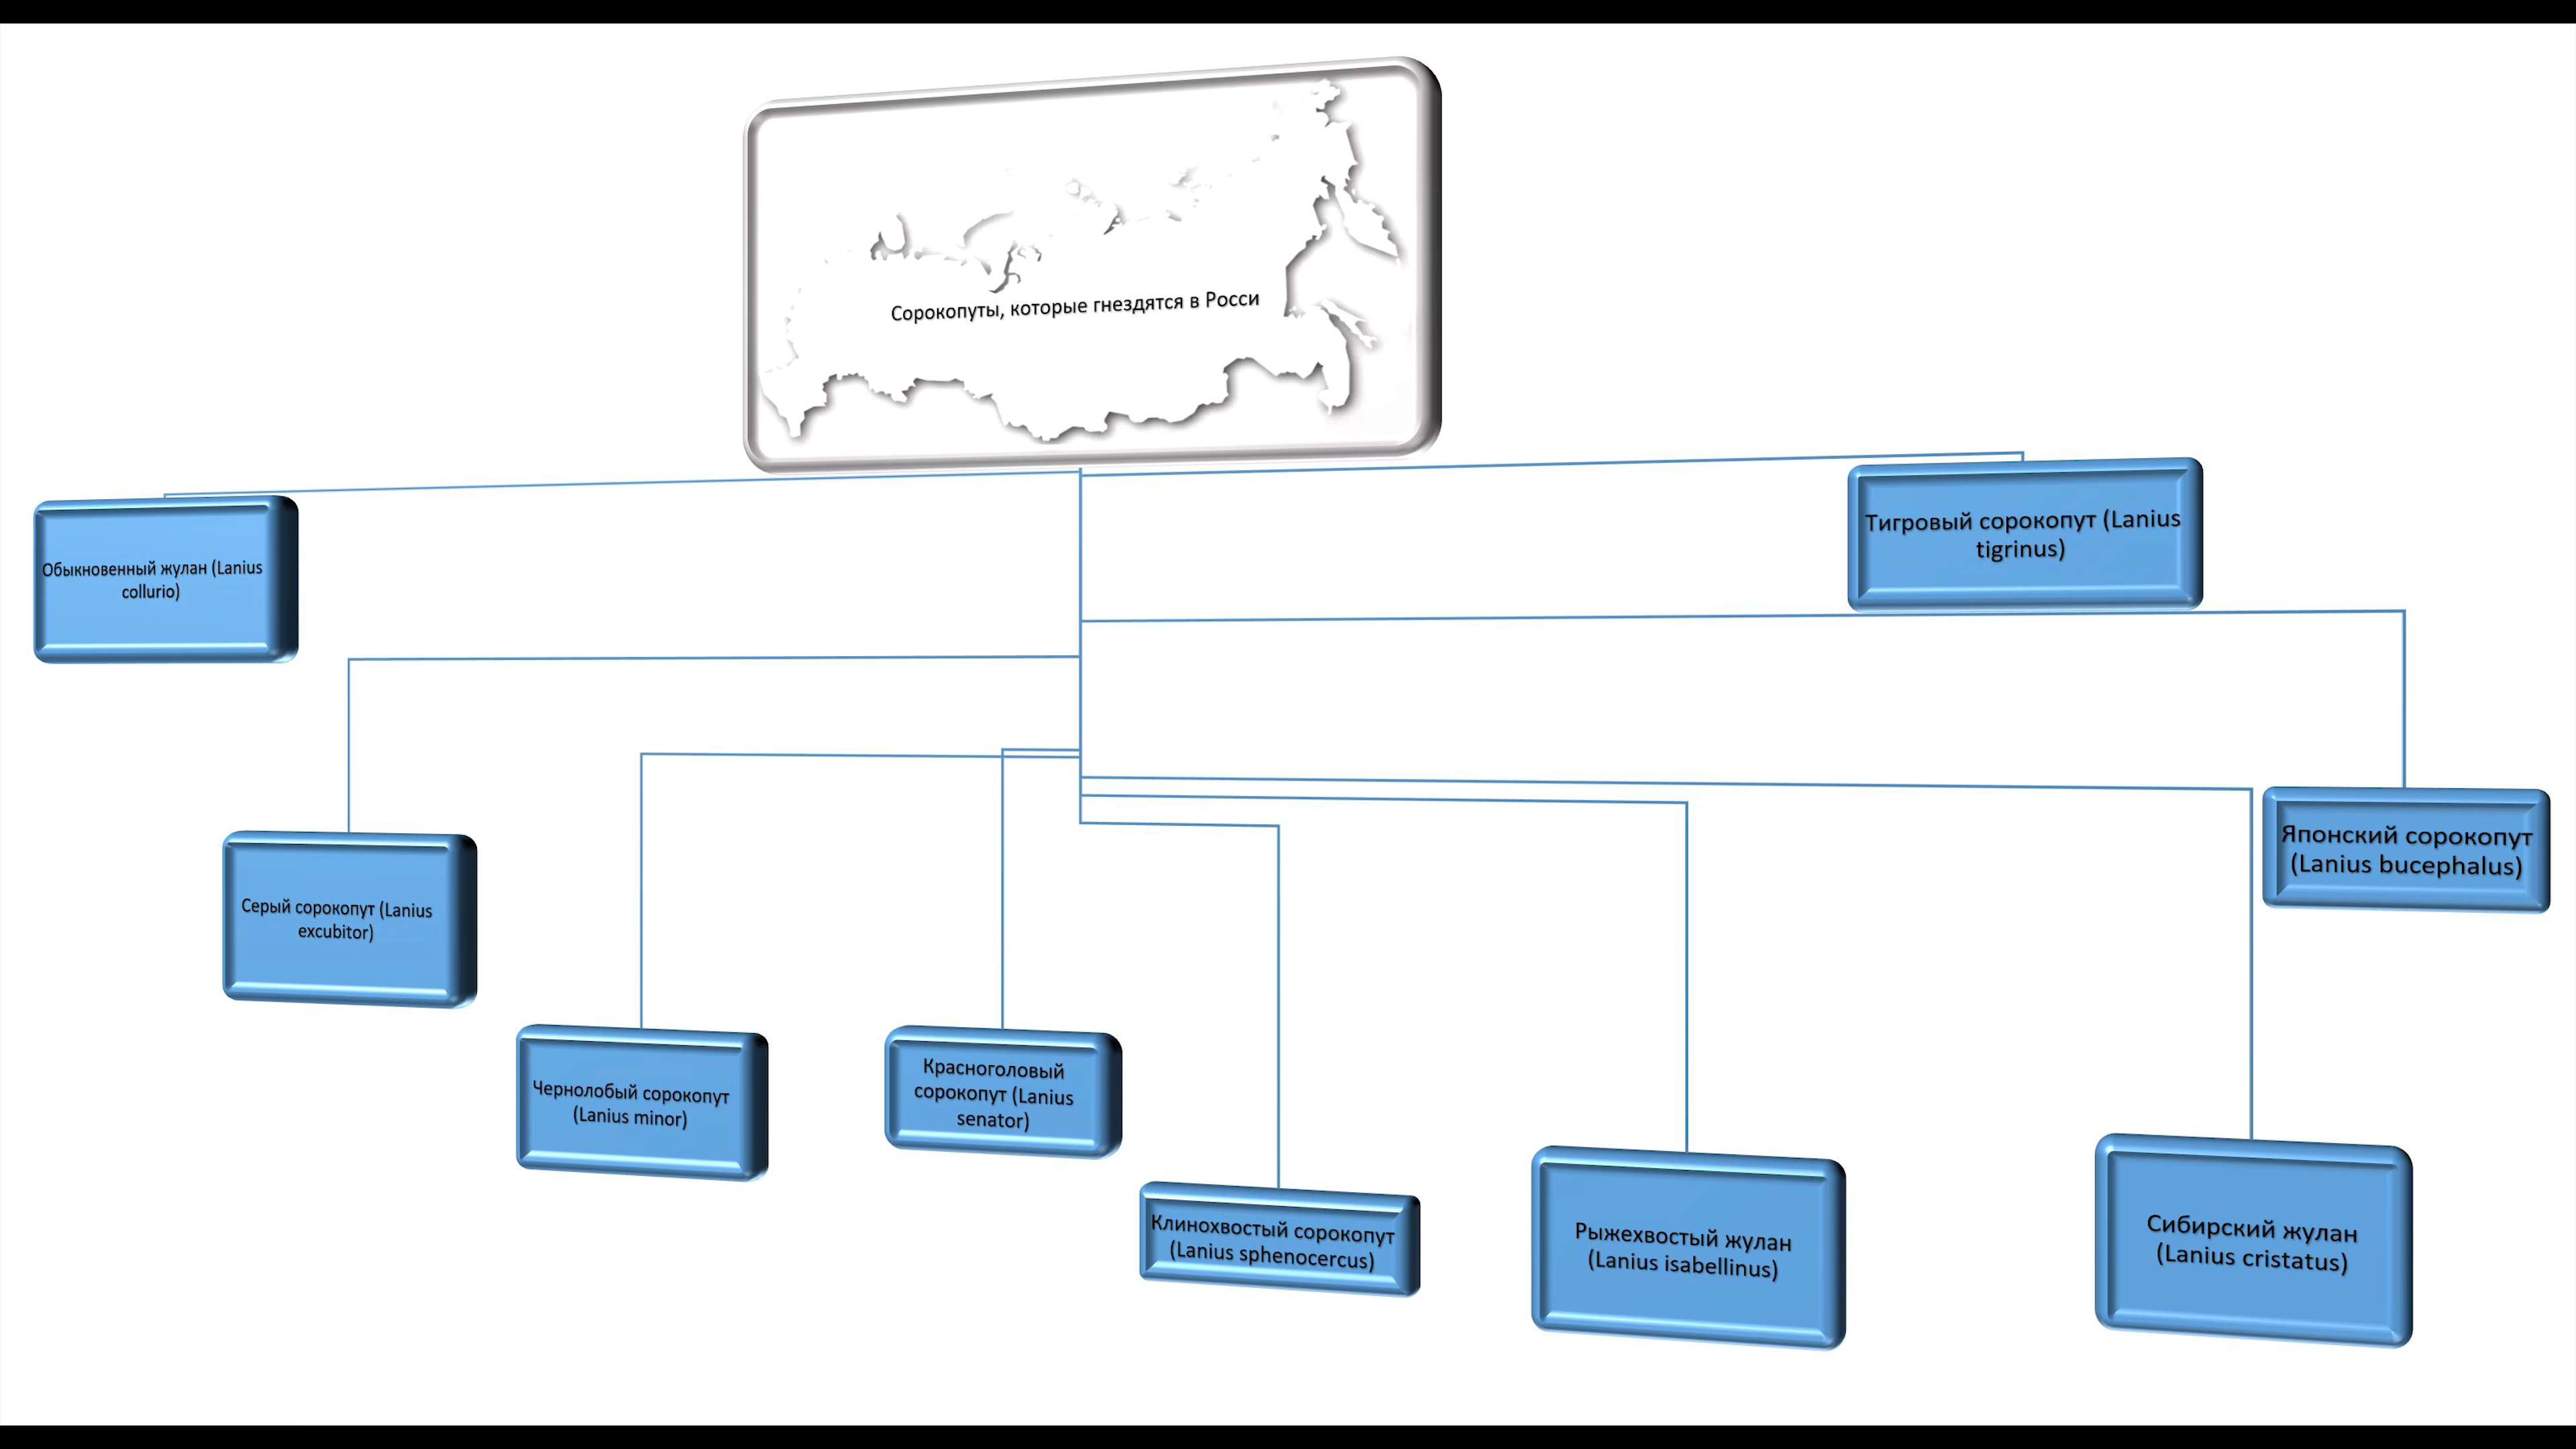 Сорокопуты, которые гнездятся в Росси
Обыкновенный жулан (Lanius
collurio)
Тигровый сорокопут (Lanius
tigrinus)
Серый сорокопут (Lanius
excubitor)
Японский сорокопут
(Lanius bucephalus)
Чернолобый сорокопут
(Lanius minor)
Красноголовый
сорокопут (Lanius
senator)
Клинохвостый сорокопут
(Lanius sphenocercus)
Рыжехвостый жулан
(Lanius isabellinus)
Сибирский жулан
(Lanius cristatus)